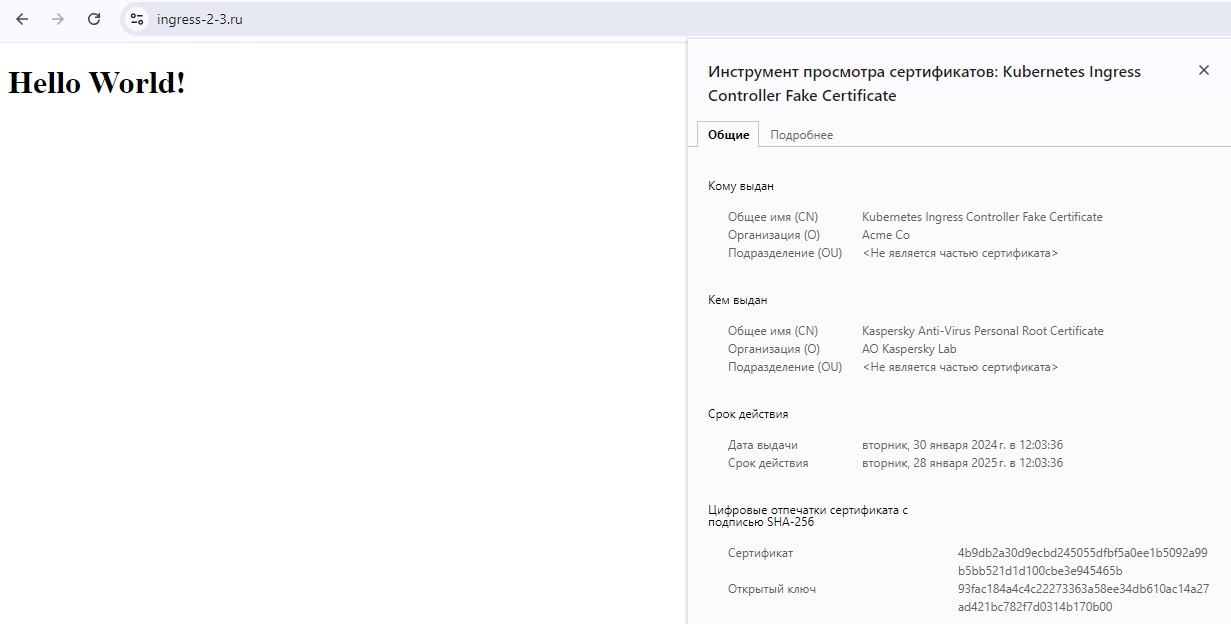 ingress-2-3.ru
Hello World!
Инструмент просмотра сертификатов: Kubernetes Ingress
Controller Fake Certificate
Общие Подробнее
Кому выдан
Общее имя (CN) Kubernetes Ingress Controller Fake Certificate
Организация (O) Acme Co
Подразделение (OU) <Не является частью сертификата>
Кем выдан
Общее имя (CN) Kaspersky Anti-Virus Personal Root Certificate
Организация (O) AO Kaspersky Lab
Подразделение (OU) <Не является частью сертификата>
Срок действия
Дата выдачи вторник, 30 января 2024 г. в 12:03:36
Срок действия вторник, 28 января 2025 г. в 12:03:36
Цифровые отпечатки сертификата с
подписью SHA-256
Сертификат 4b9db2a30d9ecbd245055dfbf5a0ee1b5092a99
b5bb521d1d100cbe3e945465b
Открытый ключ 93fac184a4c4c22273363a58ee34db610ac14a27
ad421bc782f7d0314b170b00